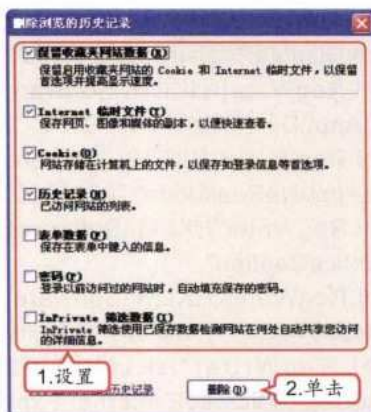 删除浏览的历史记录
保留收藏夹网站数据(R)
保留启用收藏夹网站的 Cookie 和 Internet 临时文件，以保留
首选项并提高显示速度。
Internet 临时文件(T)
保存网页、图像和媒体的副本，以便快速查看。
Cookie(O)
网站存储在计算机上的文件，以保存如登录信息等首选项。
历史记录(H)
已访问网站的列表。
表单数据(F)
保存在表单中键入的信息。
密码(P)
登录以前访问过的网站时，自动填充保存的密码。
InPrivate 筛选数据(I)
InPrivate 筛选使用已保存数据检测网站在何处自动共享您访问
的详细信息。
1.设置
历史记录
删除(D)
2.单击